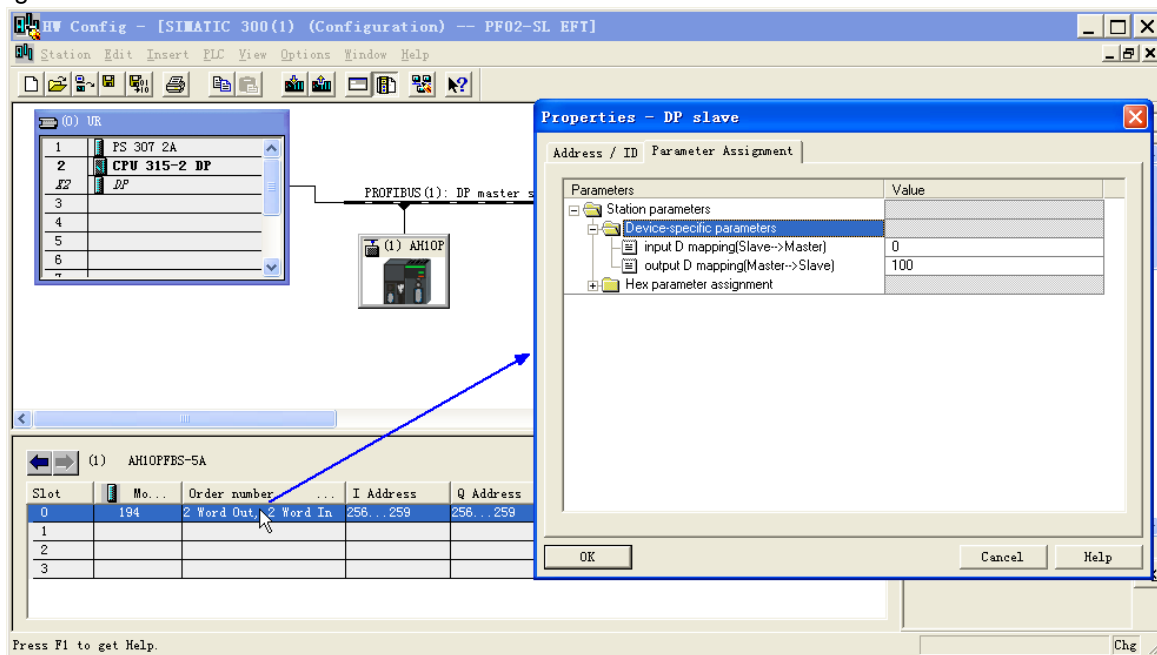 HW Config - [SIMATIC 300(1) (Configuration) -- PF02-SL EFT]
Station Edit Insert PLC View Options Window Help
(0) UR
1 PS 307 2A
2 CPU 315-2 DP
X2 DP
3
4
5
6
7
PROFIBUS(1): DP master s
(1) AH10P
Properties - DP slave
Address / ID Parameter Assignment
Parameters Value
Station parameters
Device-specific parameters
input D mapping(Slave-->Master) 0
output D mapping(Master-->Slave) 100
Hex parameter assignment
OK Cancel Help
(1) AH10PFBS-5A
Slot Mo... Order number ... I Address Q Address
0 194 2 Word Out, 2 Word In 256...259 256...259
1
2
3
Press F1 to get Help. Chg